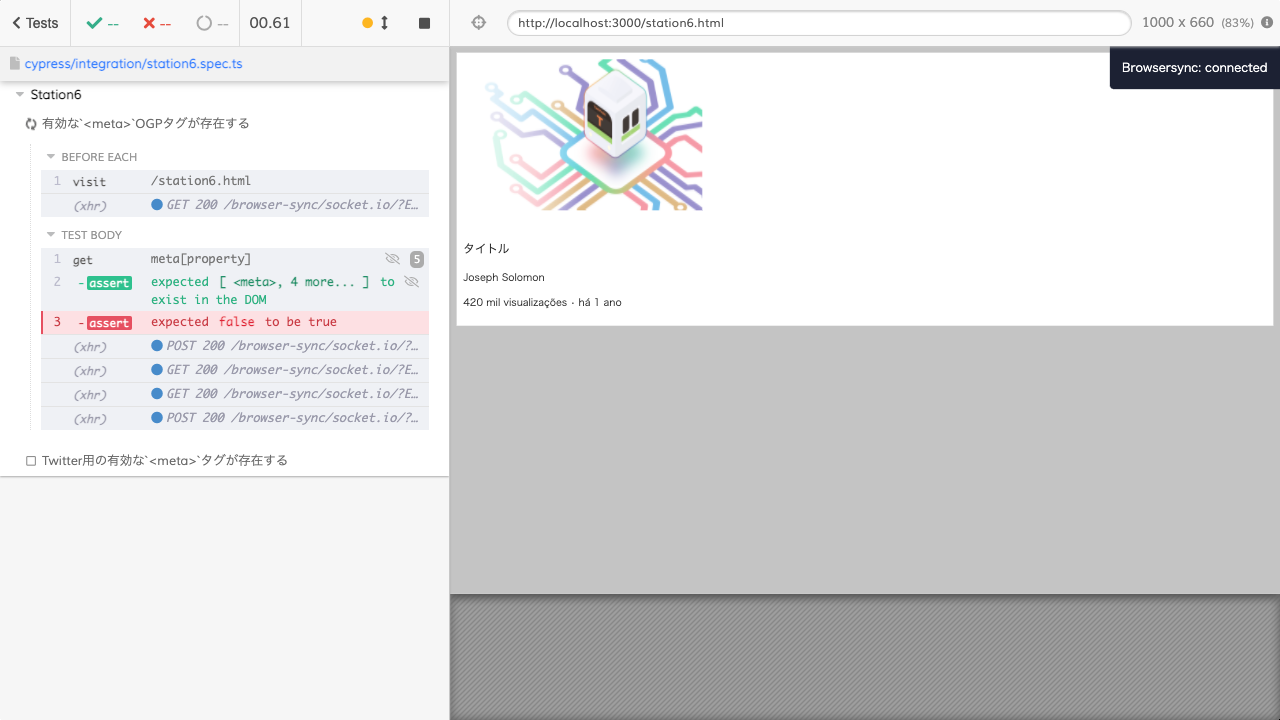 Tests
--
--
--
00.61
http://localhost:3000/station6.html
1000 x 660 (83%)
cypress/integration/station6.spec.ts
Browsersync: connected
Station6
有効な`<meta>`OGPタグが存在する
BEFORE EACH
1 visit /station6.html
(xhr) GET 200 /browser-sync/socket.io/?E…
TEST BODY
1 get meta[property] 5
2 - assert expected [ <meta>, 4 more... ] to
exist in the DOM
3 - assert expected false to be true
(xhr) POST 200 /browser-sync/socket.io/?…
(xhr) GET 200 /browser-sync/socket.io/?E…
(xhr) GET 200 /browser-sync/socket.io/?E…
(xhr) POST 200 /browser-sync/socket.io/?…
Twitter用の有効な`<meta>`タグが存在する
T
タイトル
Joseph Solomon
420 mil visualizações · há 1 ano